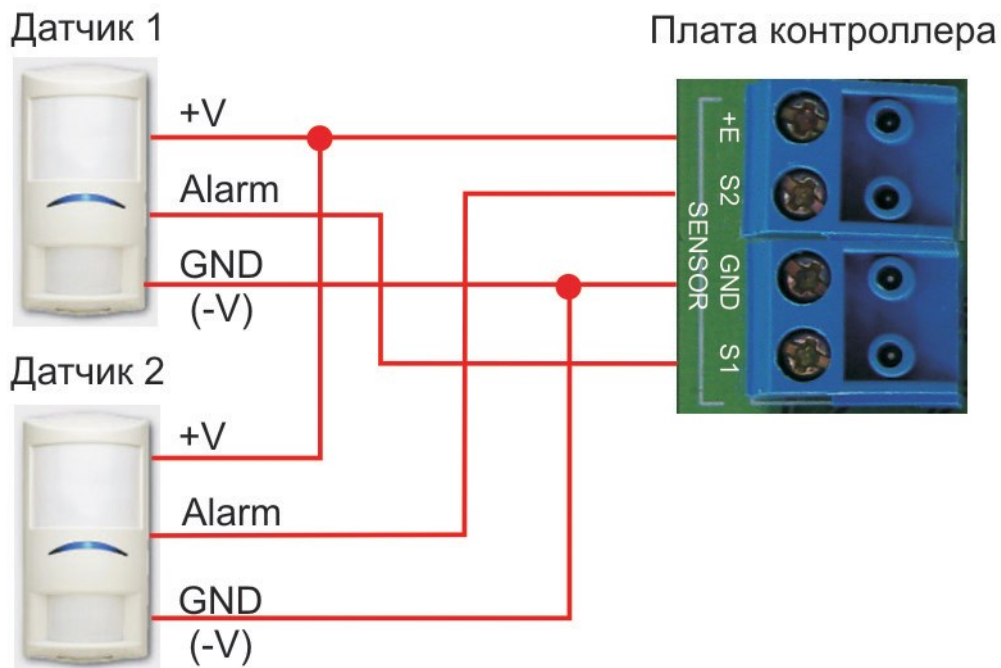 Датчик 1
Плата контроллера
+V
Alarm
GND
(-V)
+E
S2
GND
S1
SENSOR
Датчик 2
+V
Alarm
GND
(-V)